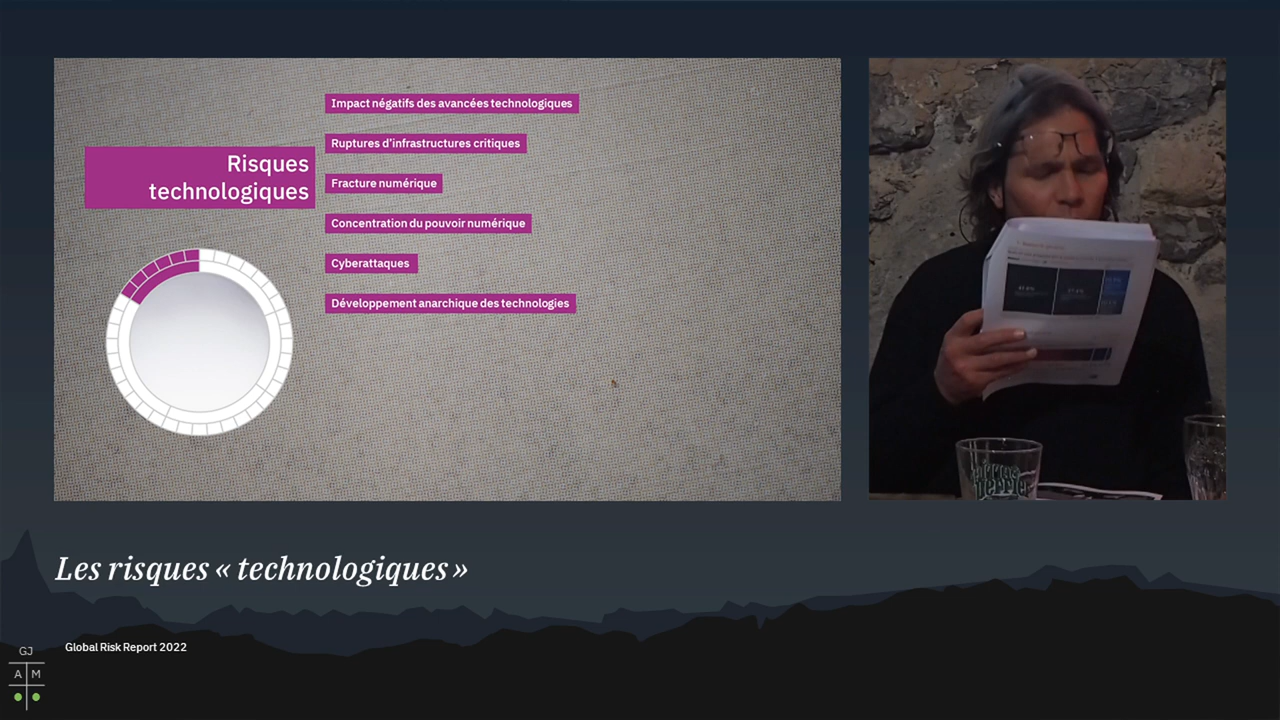 Impact négatifs des avancées technologiques
Ruptures d'infrastructures critiques
Risques
technologiques
Fracture numérique
Concentration du pouvoir numérique
Cyberattaques
Développement anarchique des technologies
Les risques « technologiques »
Global Risk Report 2022
GJ
A M